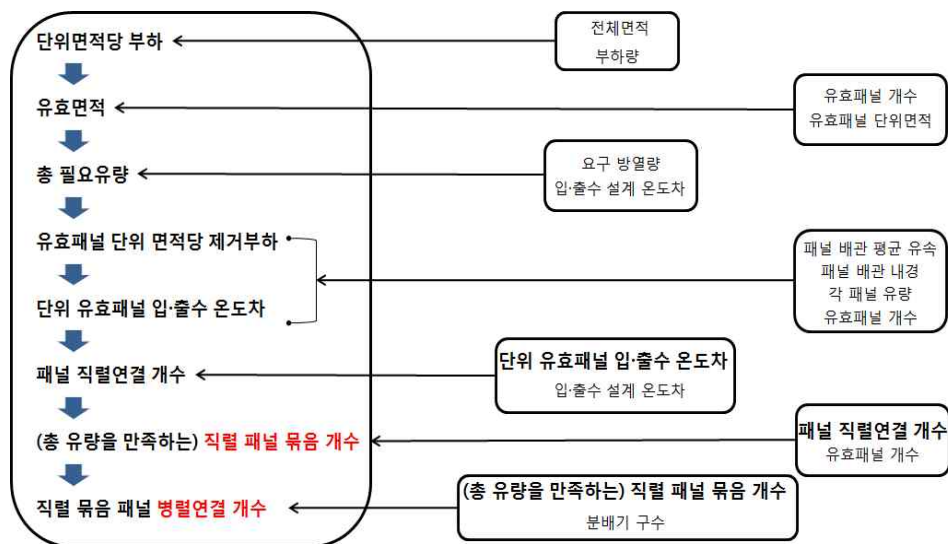 단위면적당 부하
전체면적
부하량
유효면적
유효패널 개수
유효패널 단위면적
총 필요유량
요구 방열량
입·출수 설계 온도차
유효패널 단위 면적당 제거부하
단위 유효패널 입·출수 온도차
패널 배관 평균 유속
패널 배관 내경
각 패널 유량
유효패널 개수
패널 직렬연결 개수
단위 유효패널 입·출수 온도차
입·출수 설계 온도차
(총 유량을 만족하는) 직렬 패널 묶음 개수
패널 직렬연결 개수
유효패널 개수
직렬 묶음 패널 병렬연결 개수
(총 유량을 만족하는) 직렬 패널 묶음 개수
분배기 구수